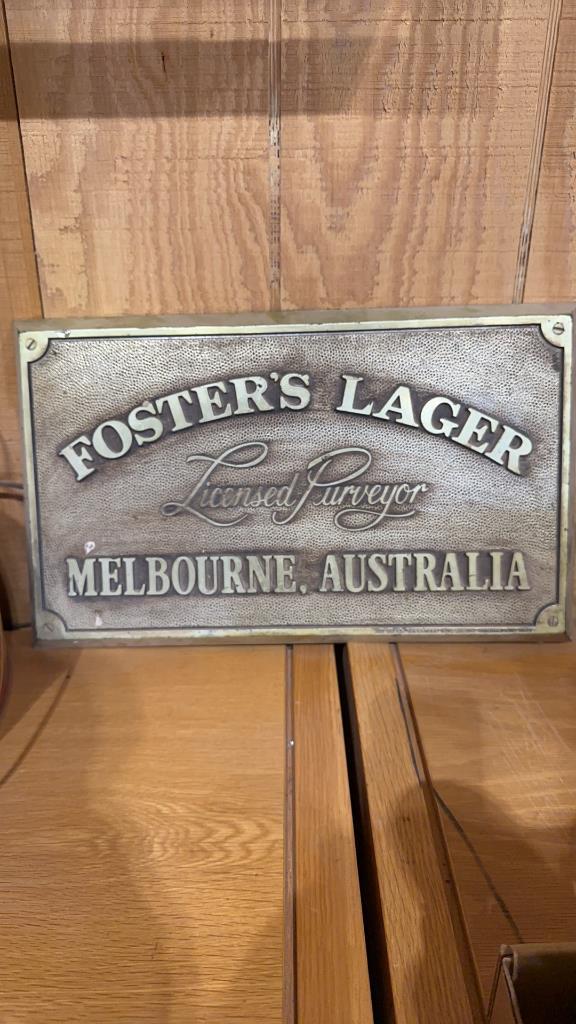 FOSTER'S LAGER
Licensed Purveyor
MELBOURNE, AUSTRALIA